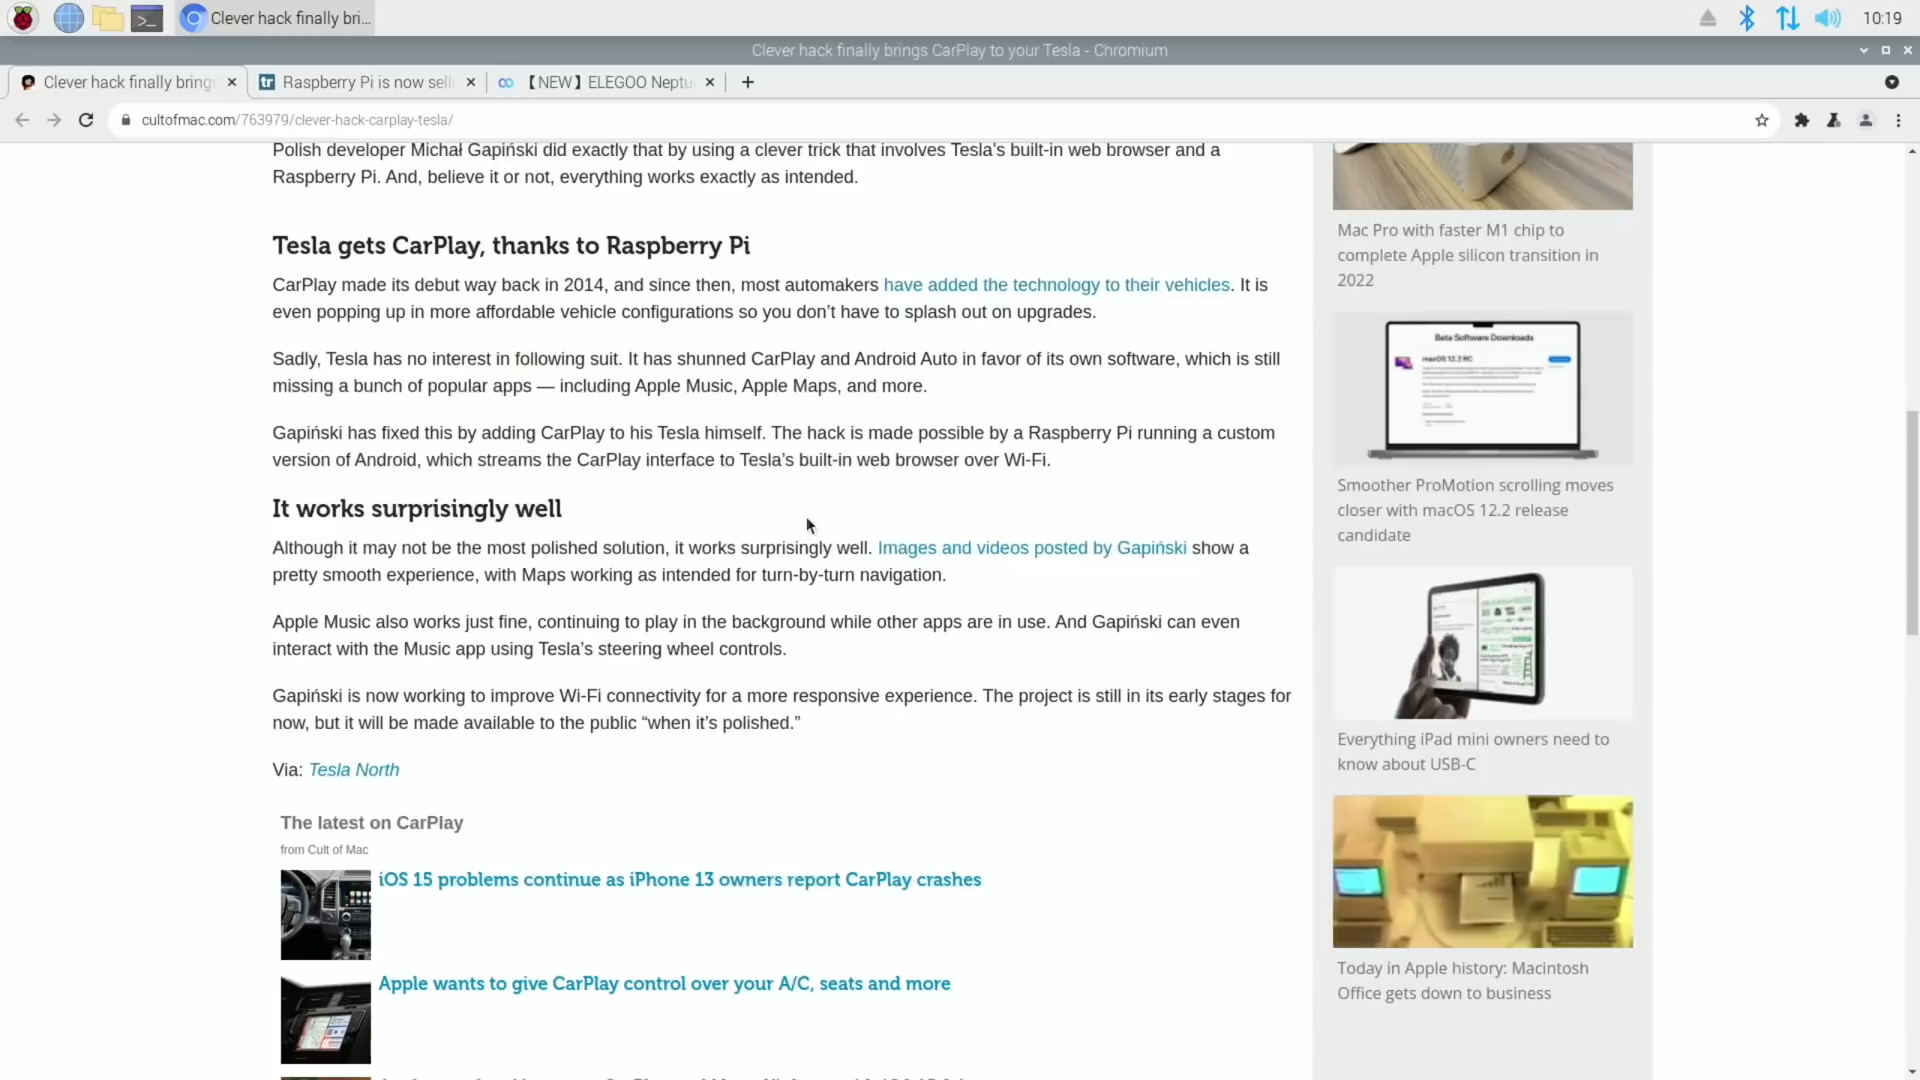 Clever hack finally bri...
10:19
Clever hack finally brings CarPlay to your Tesla - Chromium
Clever hack finally bring
Raspberry Pi is now sell
【NEW】ELEGOO Neptu
cultofmac.com/763979/clever-hack-carplay-tesla/
Polish developer Michał Gapiński did exactly that by using a clever trick that involves Tesla's built-in web browser and a
Raspberry Pi. And, believe it or not, everything works exactly as intended.
Tesla gets CarPlay, thanks to Raspberry Pi
CarPlay made its debut way back in 2014, and since then, most automakers have added the technology to their vehicles. It is
even popping up in more affordable vehicle configurations so you don't have to splash out on upgrades.
Sadly, Tesla has no interest in following suit. It has shunned CarPlay and Android Auto in favor of its own software, which is still
missing a bunch of popular apps — including Apple Music, Apple Maps, and more.
Gapiński has fixed this by adding CarPlay to his Tesla himself. The hack is made possible by a Raspberry Pi running a custom
version of Android, which streams the CarPlay interface to Tesla's built-in web browser over Wi-Fi.
It works surprisingly well
Although it may not be the most polished solution, it works surprisingly well. Images and videos posted by Gapiński show a
pretty smooth experience, with Maps working as intended for turn-by-turn navigation.
Apple Music also works just fine, continuing to play in the background while other apps are in use. And Gapiński can even
interact with the Music app using Tesla's steering wheel controls.
Gapiński is now working to improve Wi-Fi connectivity for a more responsive experience. The project is still in its early stages for
now, but it will be made available to the public “when it's polished.”
Via: Tesla North
The latest on CarPlay
from Cult of Mac
iOS 15 problems continue as iPhone 13 owners report CarPlay crashes
Apple wants to give CarPlay control over your A/C, seats and more
Mac Pro with faster M1 chip to
complete Apple silicon transition in
2022
Beta Software Downloads
macOS 12.2 RC
Smoother ProMotion scrolling moves
closer with macOS 12.2 release
candidate
Everything iPad mini owners need to
know about USB-C
Today in Apple history: Macintosh
Office gets down to business